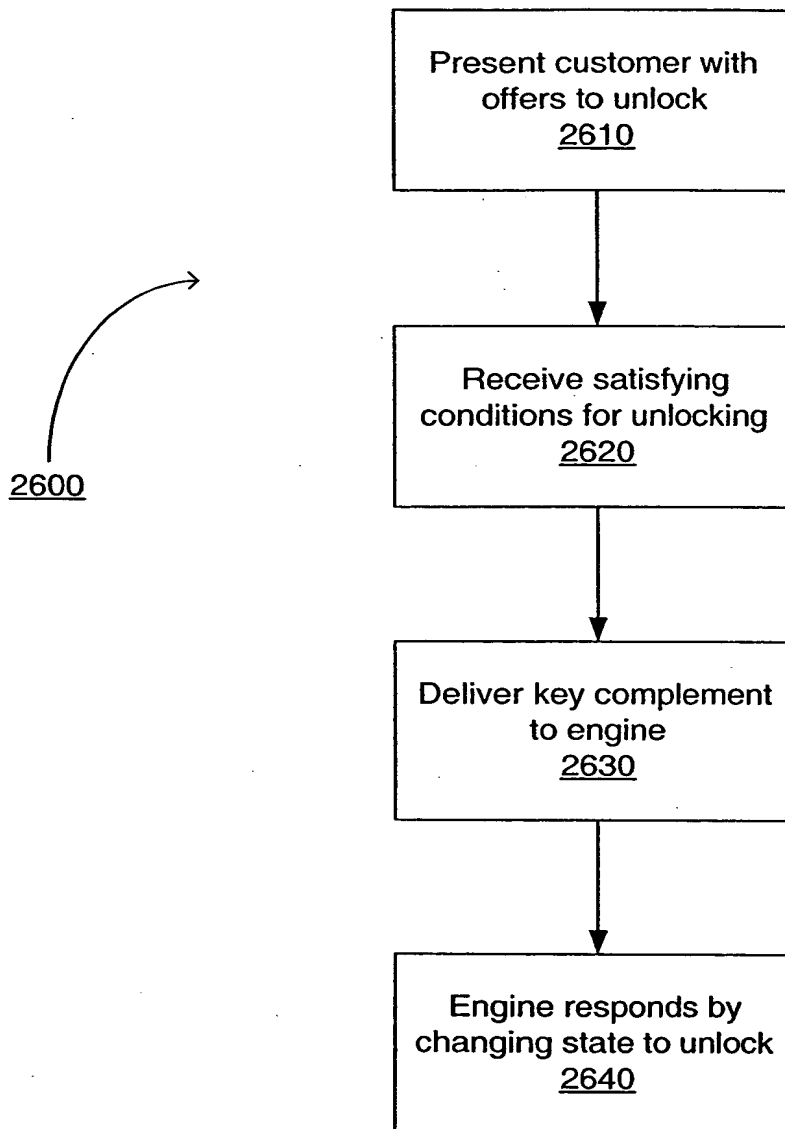 Present customer with
offers to unlock
2610
Receive satisfying
conditions for unlocking
2620
2600
Deliver key complement
to engine
2630
Engine responds by
changing state to unlock
2640